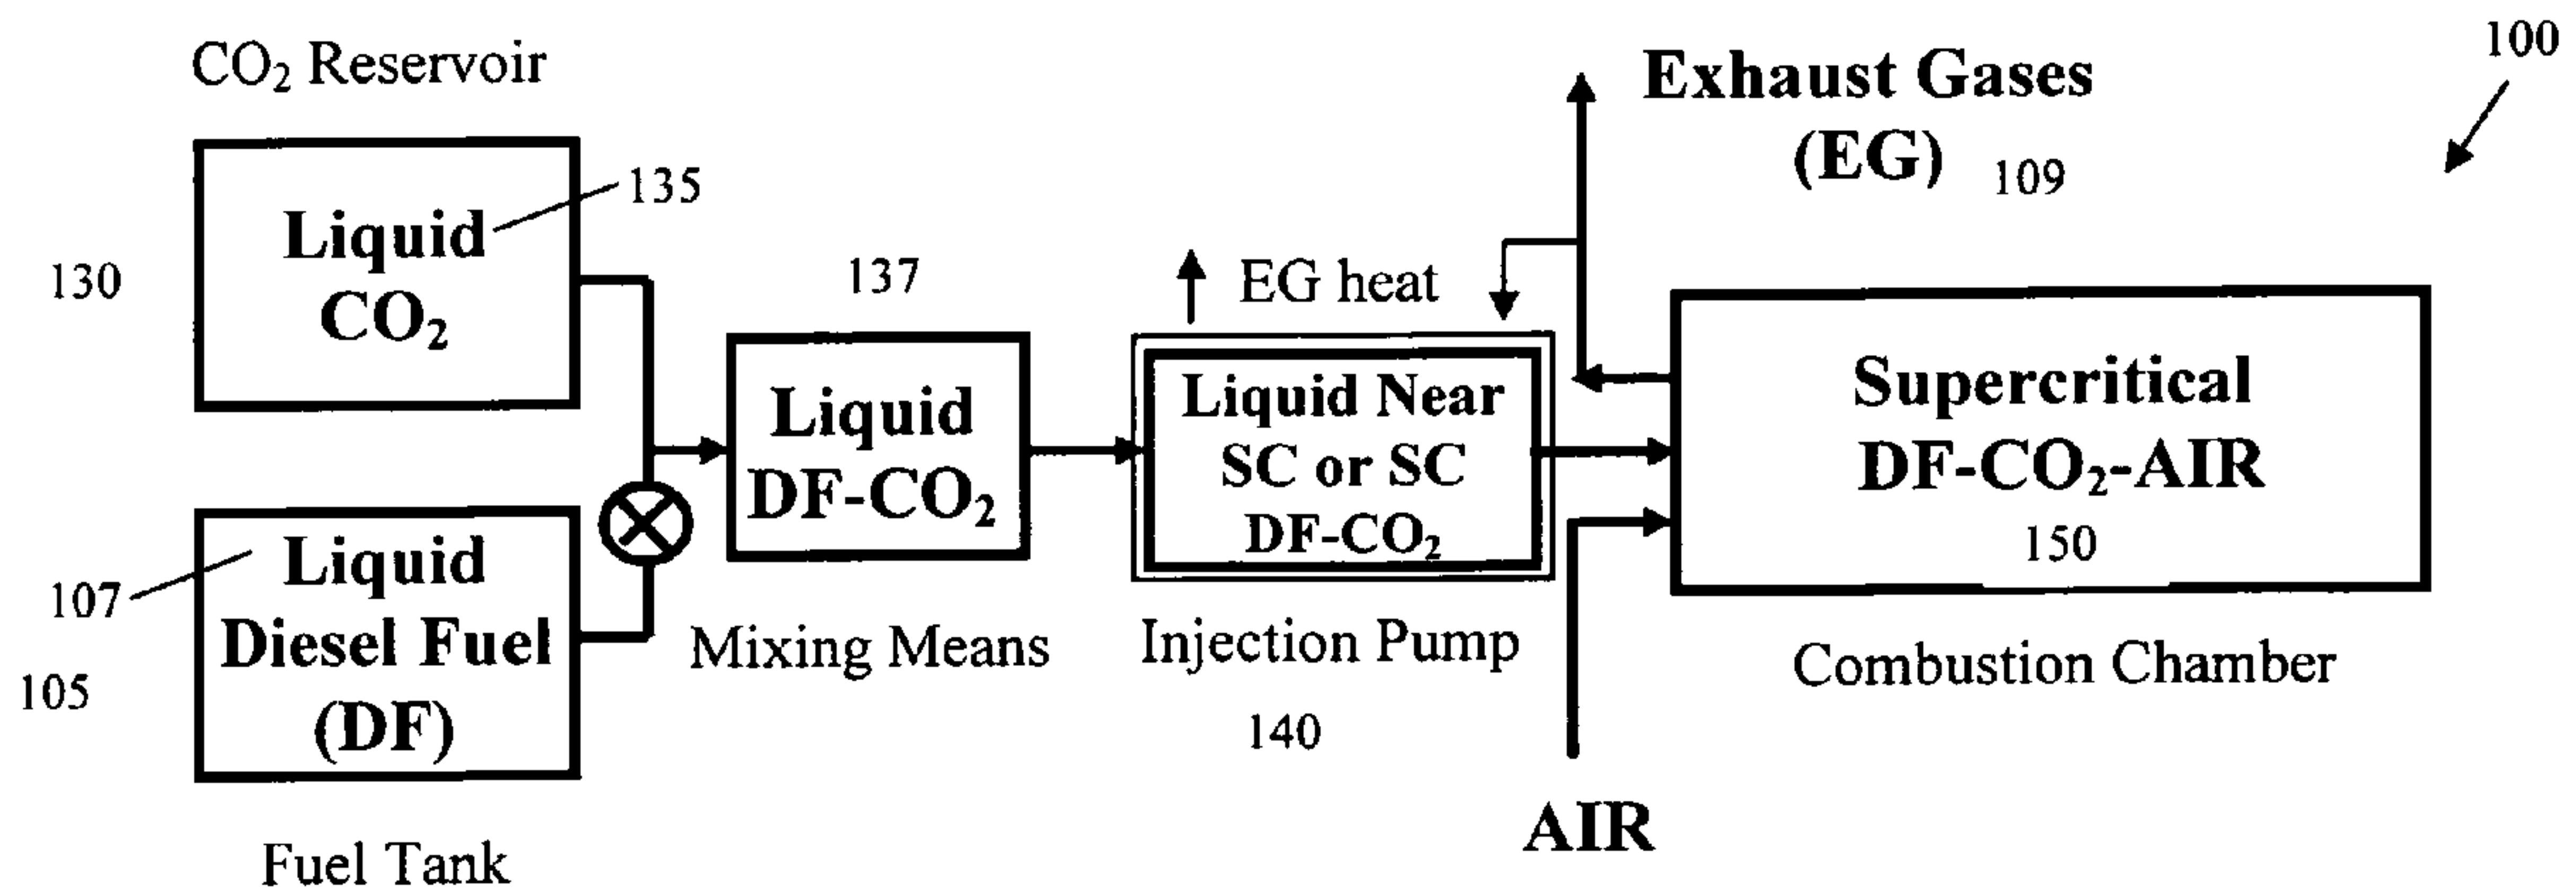 CO₂ Reservoir
Liquid
CO₂
135
130
107
Liquid
Diesel Fuel
(DF)
105
Fuel Tank
137
Liquid
DF-CO₂
Mixing Means
EG heat
Liquid Near
SC or SC
DF-CO₂
Injection Pump
140
Exhaust Gases
(EG)
109
100
Supercritical
DF-CO₂-AIR
150
Combustion Chamber
AIR